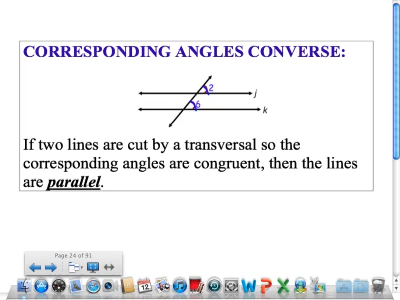 CORRESPONDING ANGLES CONVERSE:
2
j
6
k
If two lines are cut by a transversal so the
corresponding angles are congruent, then the lines
are parallel.
Page 24 of 91
12